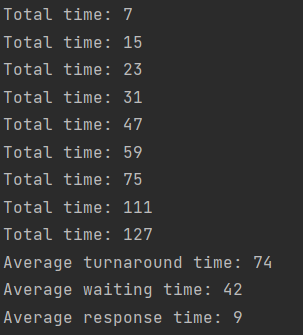 Total time: 7
Total time: 15
Total time: 23
Total time: 31
Total time: 47
Total time: 59
Total time: 75
Total time: 111
Total time: 127
Average turnaround time: 74
Average waiting time: 42
Average response time: 9